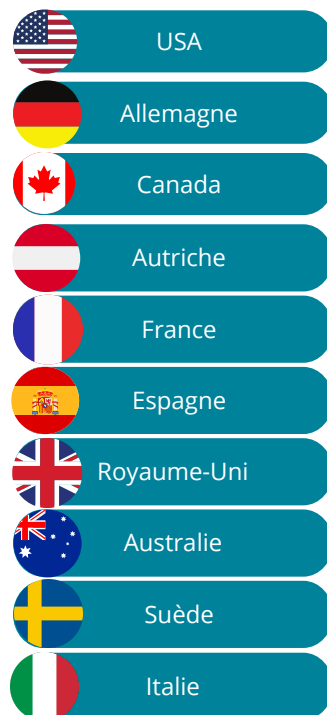 USA
Allemagne
Canada
Autriche
France
Espagne
Royaume-Uni
Australie
Suède
Italie